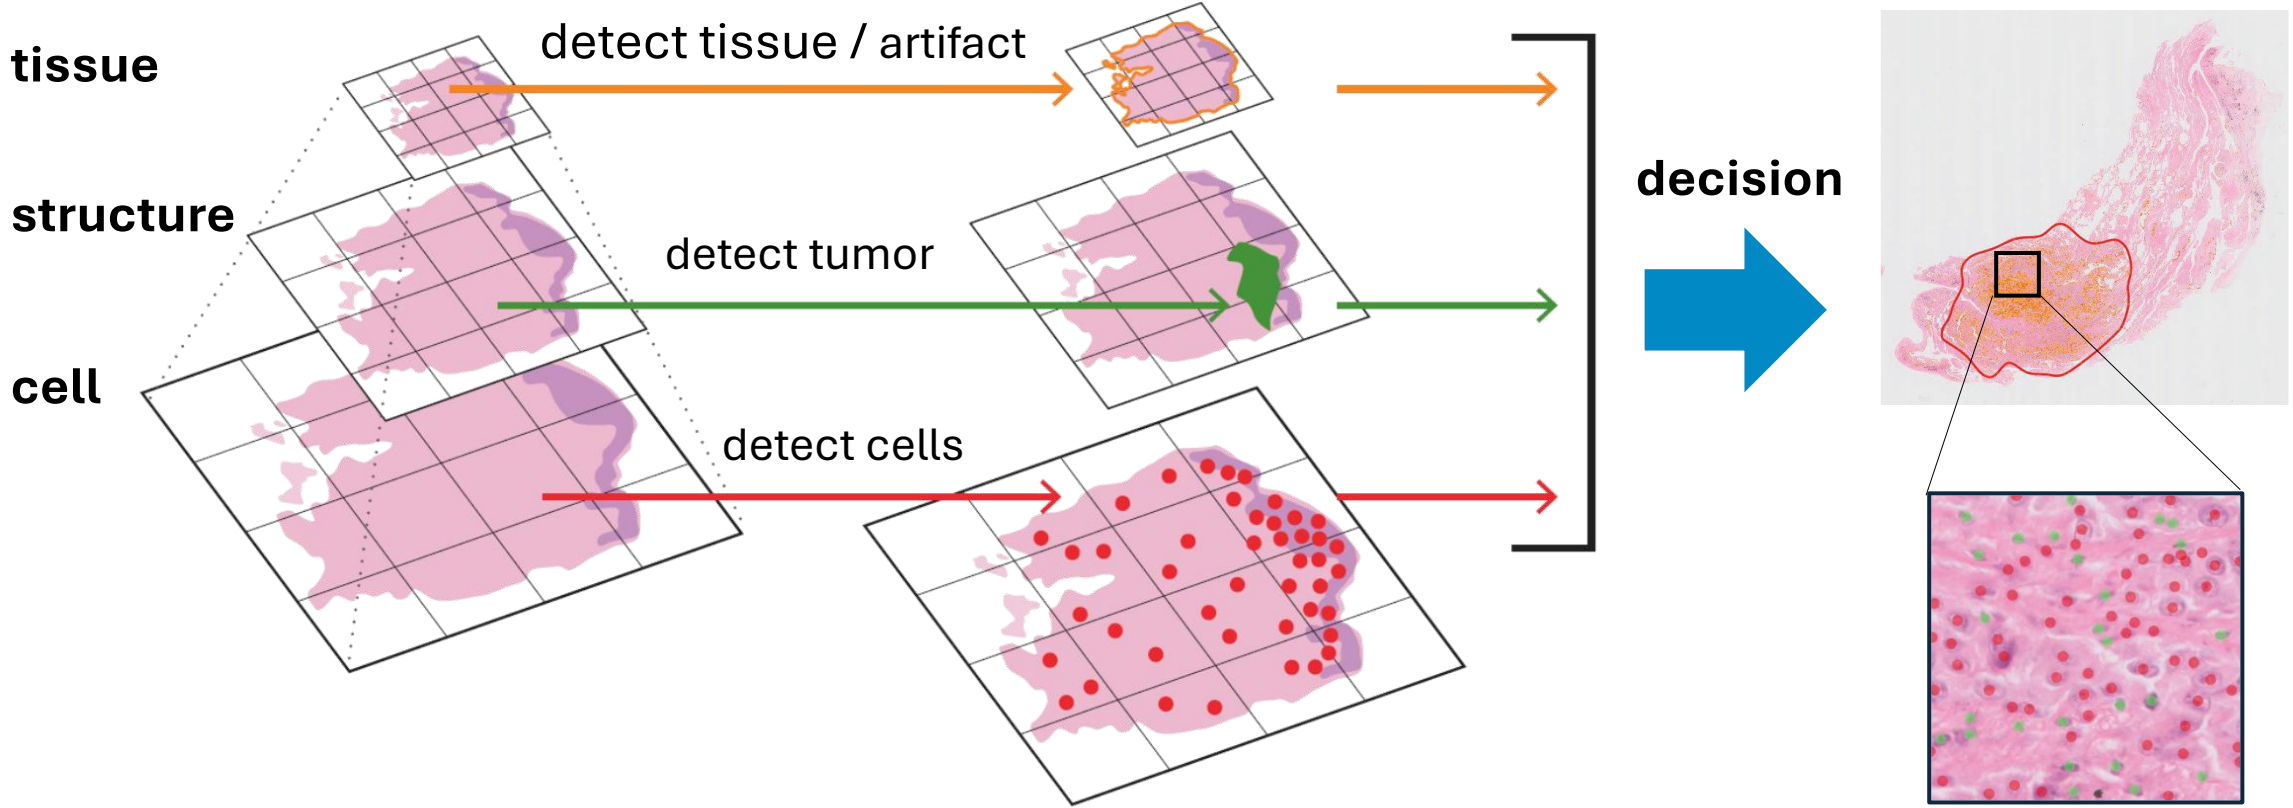 tissue
detect tissue / artifact
structure
detect tumor
decision
cell
detect cells